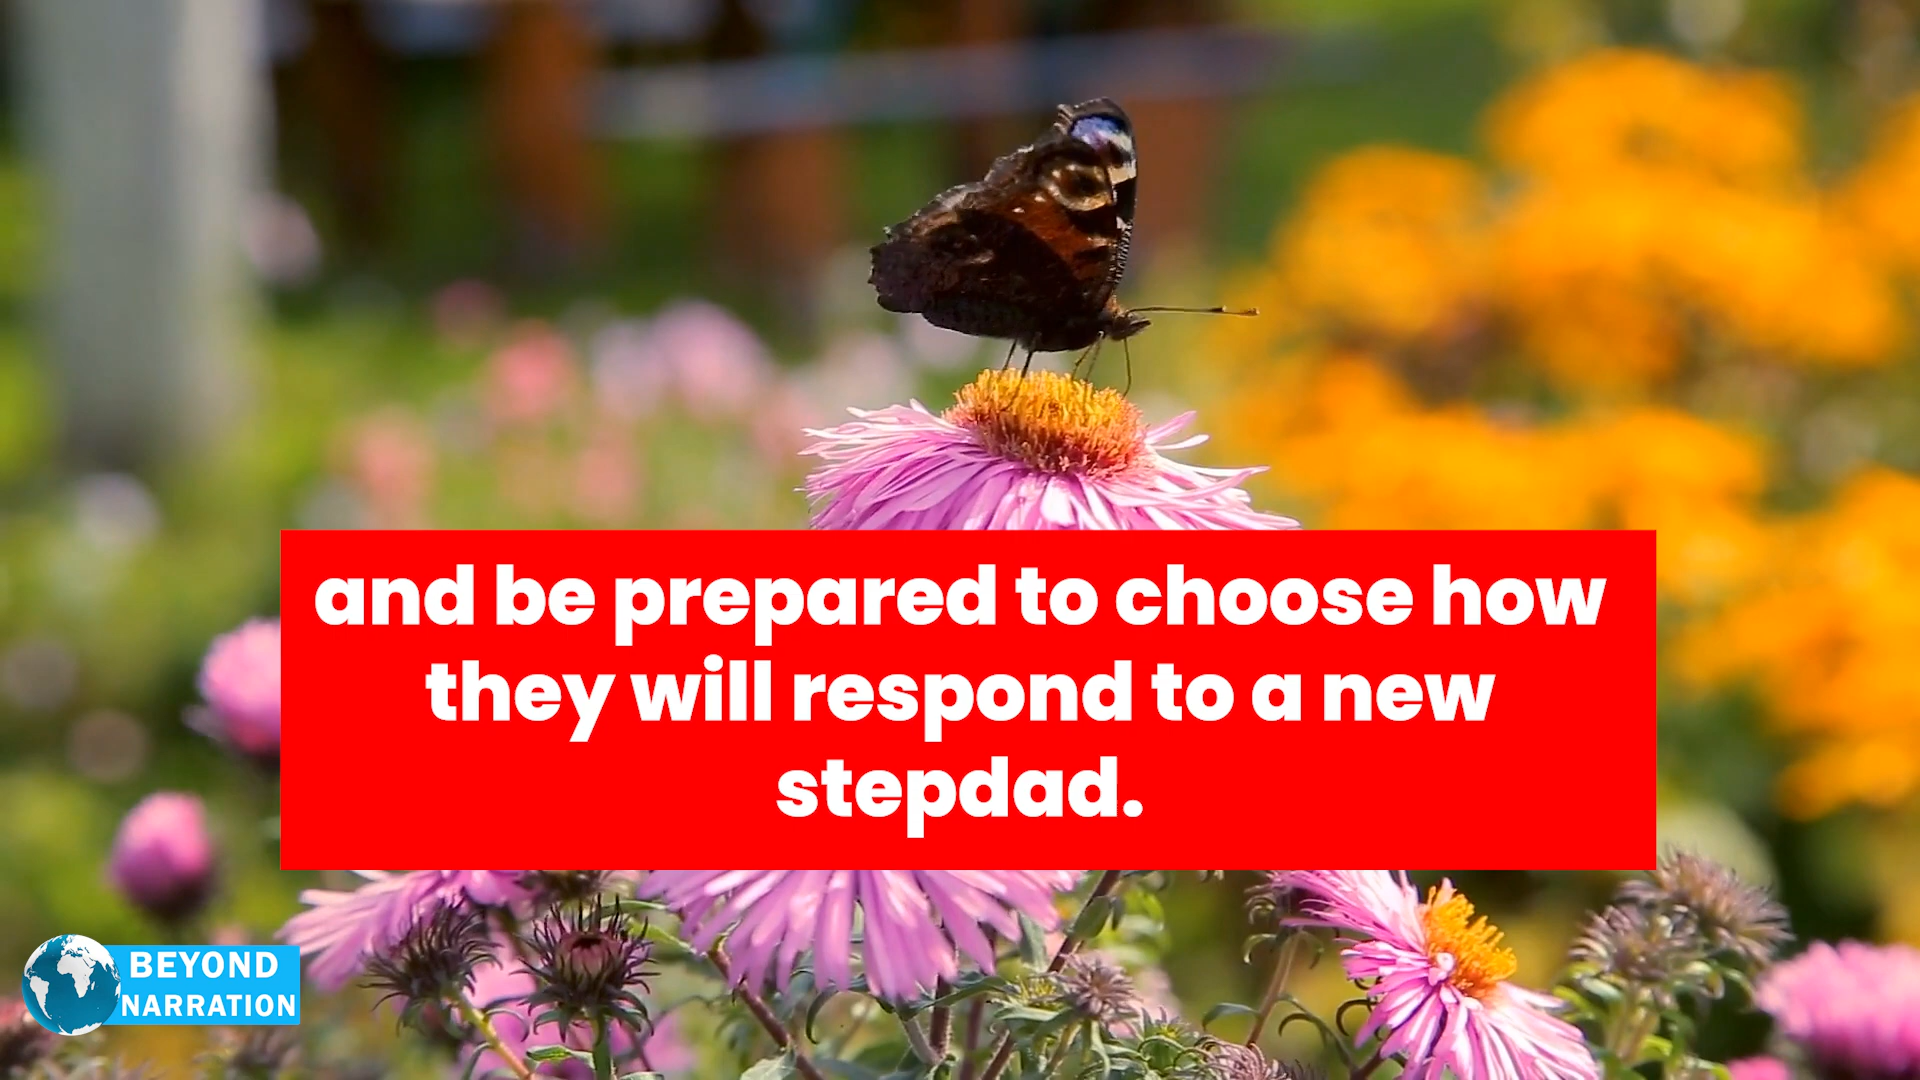 and be prepared to choose how
they will respond to a new
stepdad.
BEYOND
NARRATION